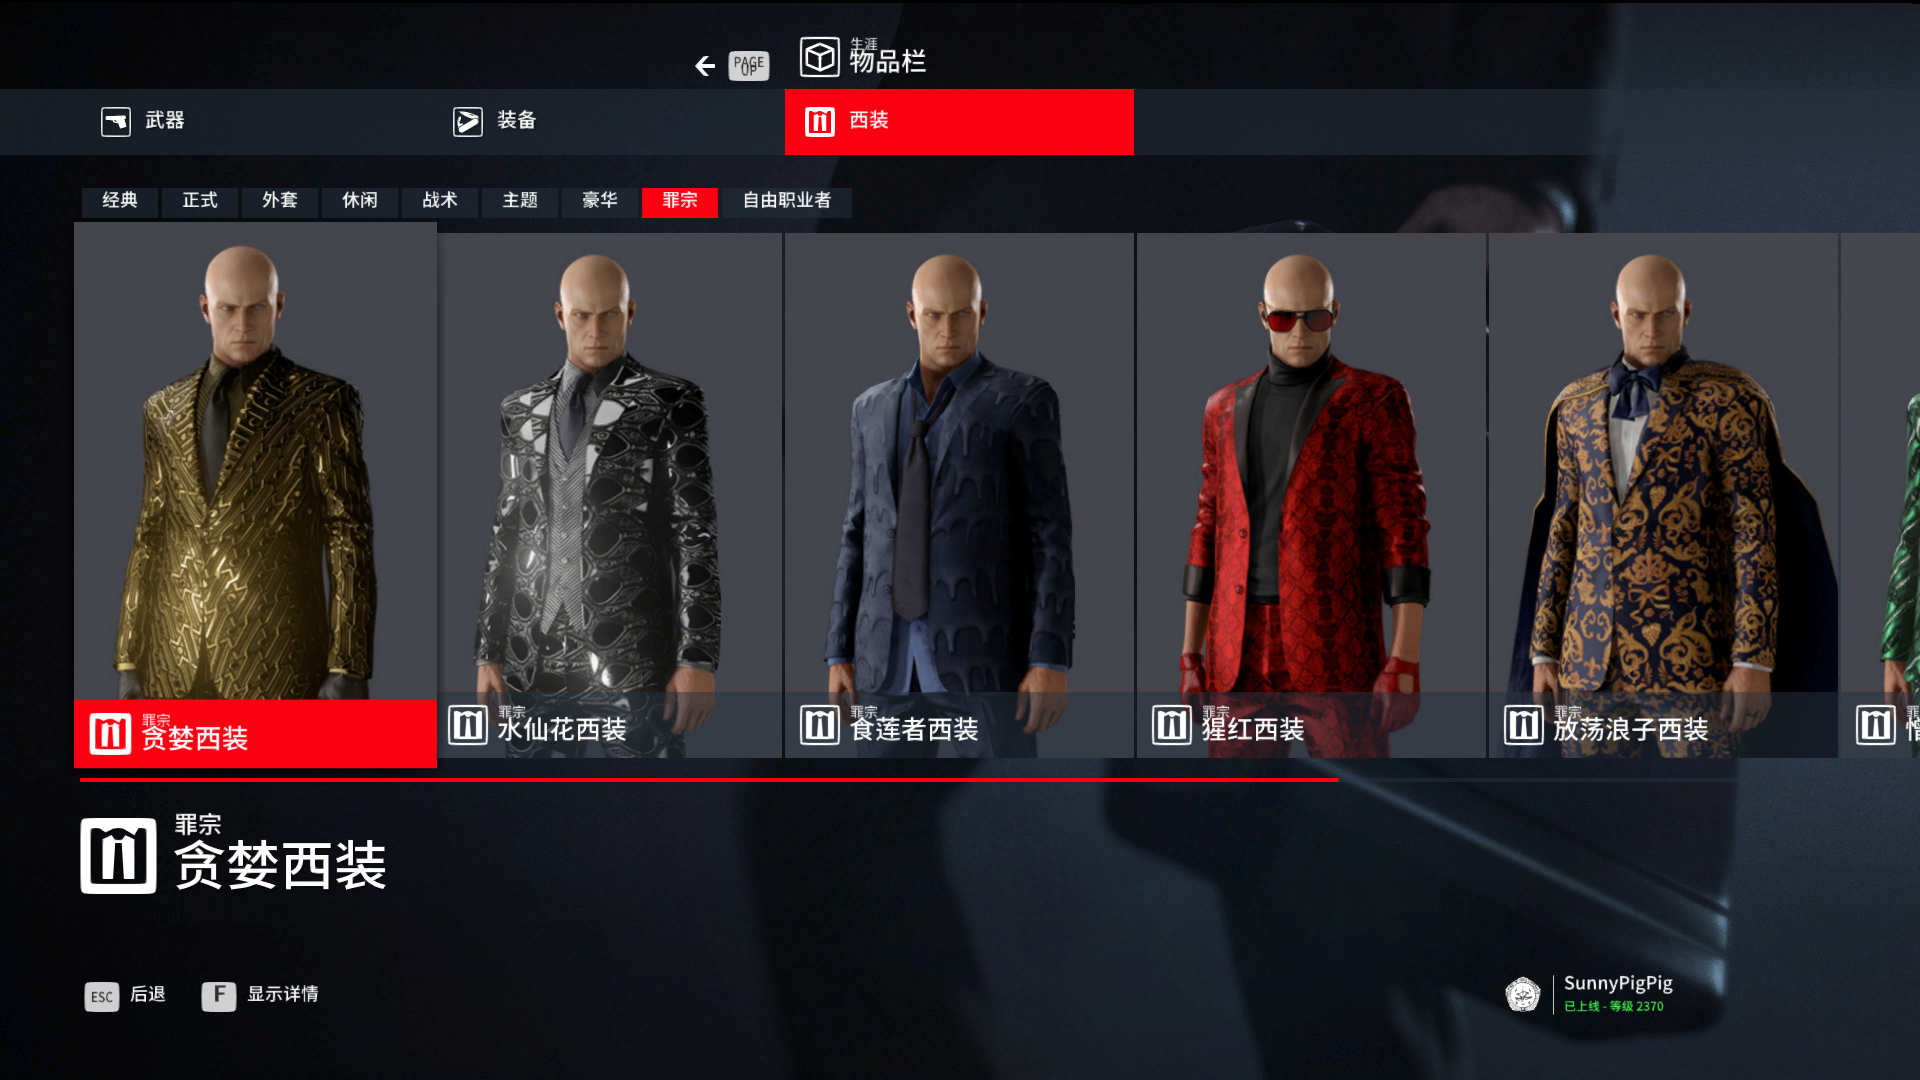 PAGE UP
生涯
物品栏
武器
装备
西装
经典
正式
外套
休闲
战术
主题
豪华
罪宗
自由职业者
罪宗
贪婪西装
罪宗
水仙花西装
罪宗
食莲者西装
罪宗
猩红西装
罪宗
放荡浪子西装
罪宗
贪婪西装
ESC 后退
F 显示详情
SunnyPigPig
已上线 - 等级 2370